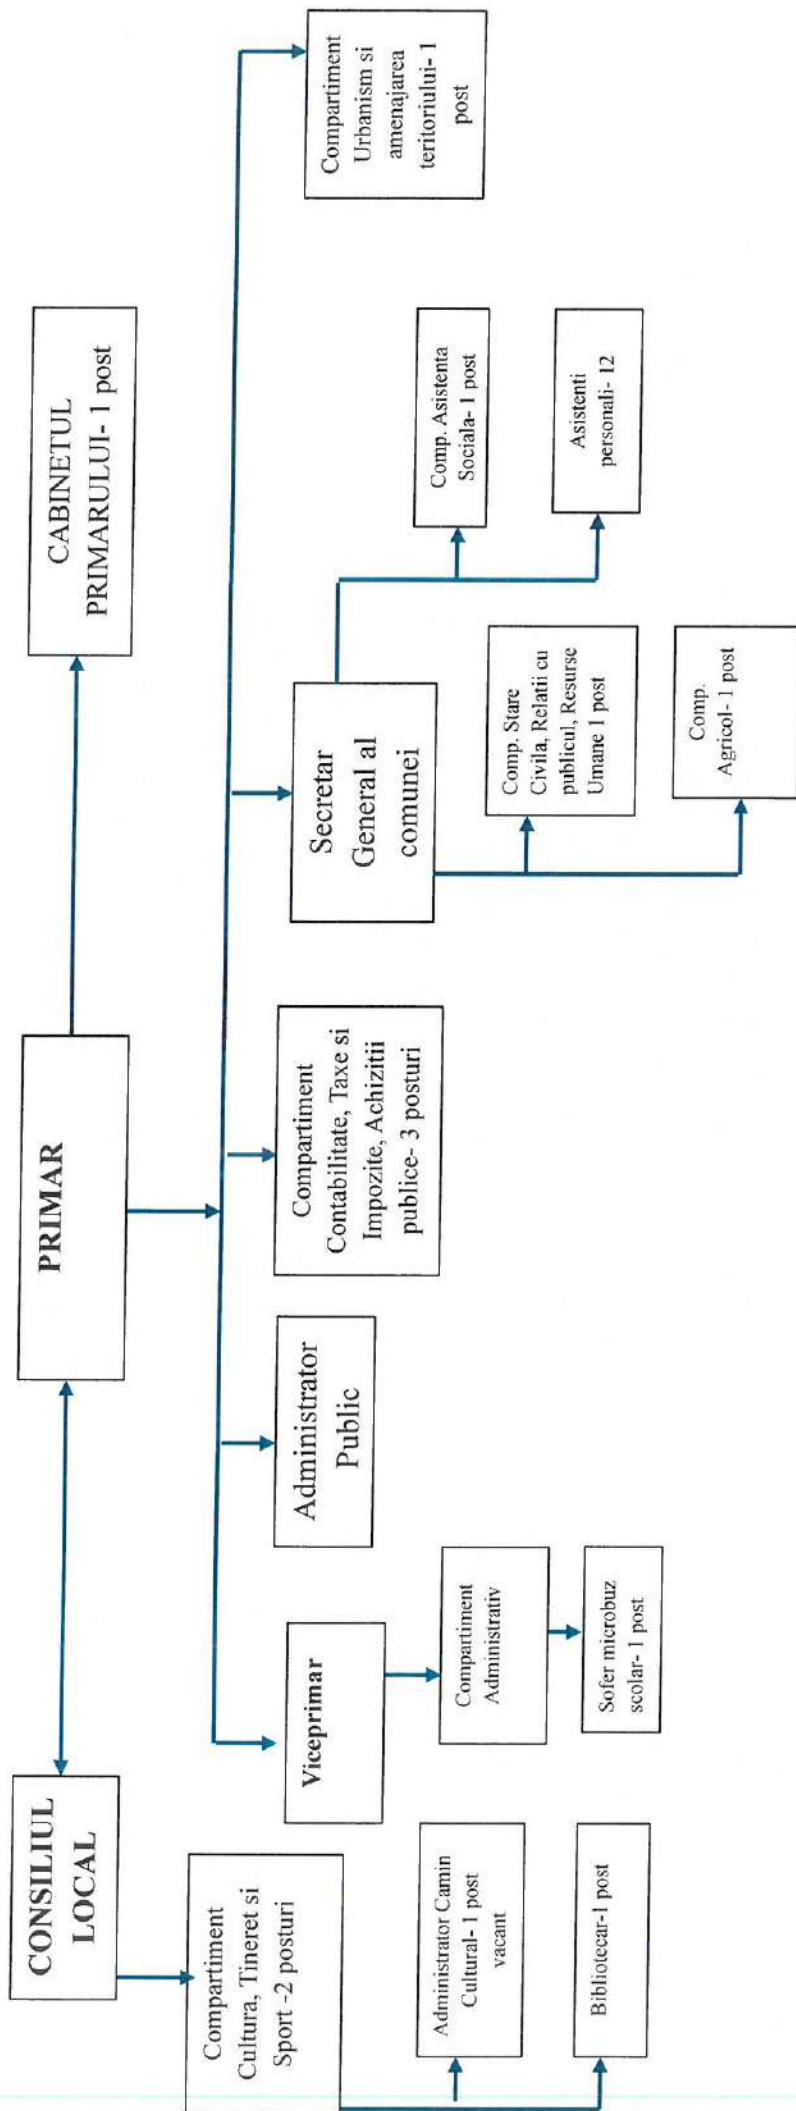 CONSILIUL
LOCAL
PRIMAR
CABINETUL
PRIMARULUI- 1 post
Compartiment
Cultura, Tineret si
Sport -2 posturi
Administrator Camin
Cultural- 1 post
vacant
Bibliotecar-1 post
Viceprimar
Compartiment
Administrativ
Sofer microbuz
scolar- 1 post
Administrator
Public
Compartiment
Contabilitate, Taxe si
Impozite, Achizitii
publice- 3 posturi
Secretar
General al
comunei
Comp. Stare
Civila, Relatii cu
publicul, Resurse
Umane 1 post
Comp.
Agricol- 1 post
Comp. Asistenta
Sociala- 1 post
Asistenti
personali- 12
Compartiment
Urbanism si
amenajarea
teritoriului- 1
post